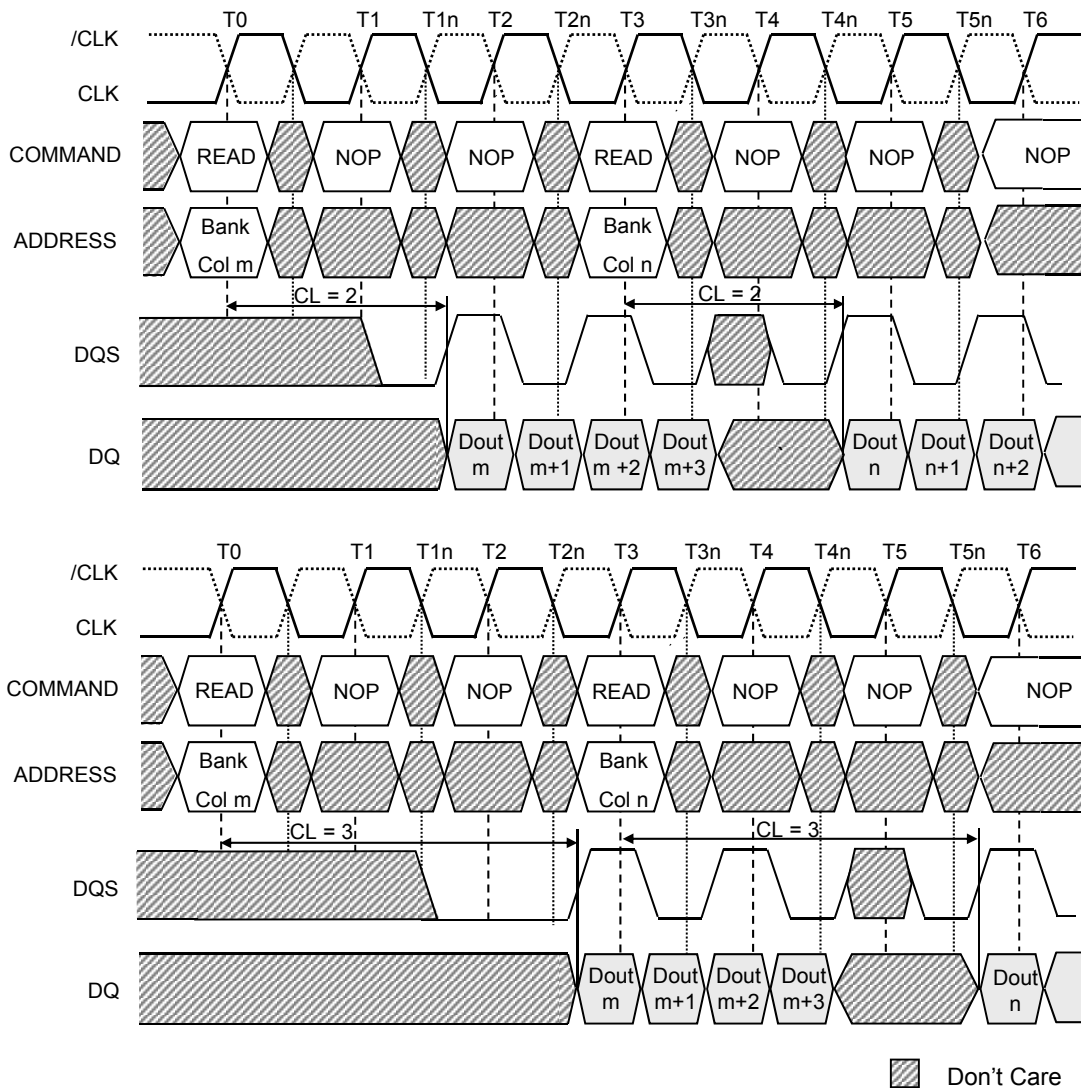 T0 T1 T1n T2 T2n T3 T3n T4 T4n T5 T5n T6
/CLK
CLK
COMMAND READ NOP NOP READ NOP NOP NOP
ADDRESS Bank Col m Bank Col n
CL = 2 CL = 2
DQS
DQ Dout m Dout m+1 Dout m +2 Dout m+3 Dout n Dout n+1 Dout n+2
T0 T1 T1n T2 T2n T3 T3n T4 T4n T5 T5n T6
/CLK
CLK
COMMAND READ NOP NOP READ NOP NOP NOP
ADDRESS Bank Col m Bank Col n
CL = 3 CL = 3
DQS
DQ Dout m Dout m+1 Dout m+2 Dout m+3 Dout n
Don't Care